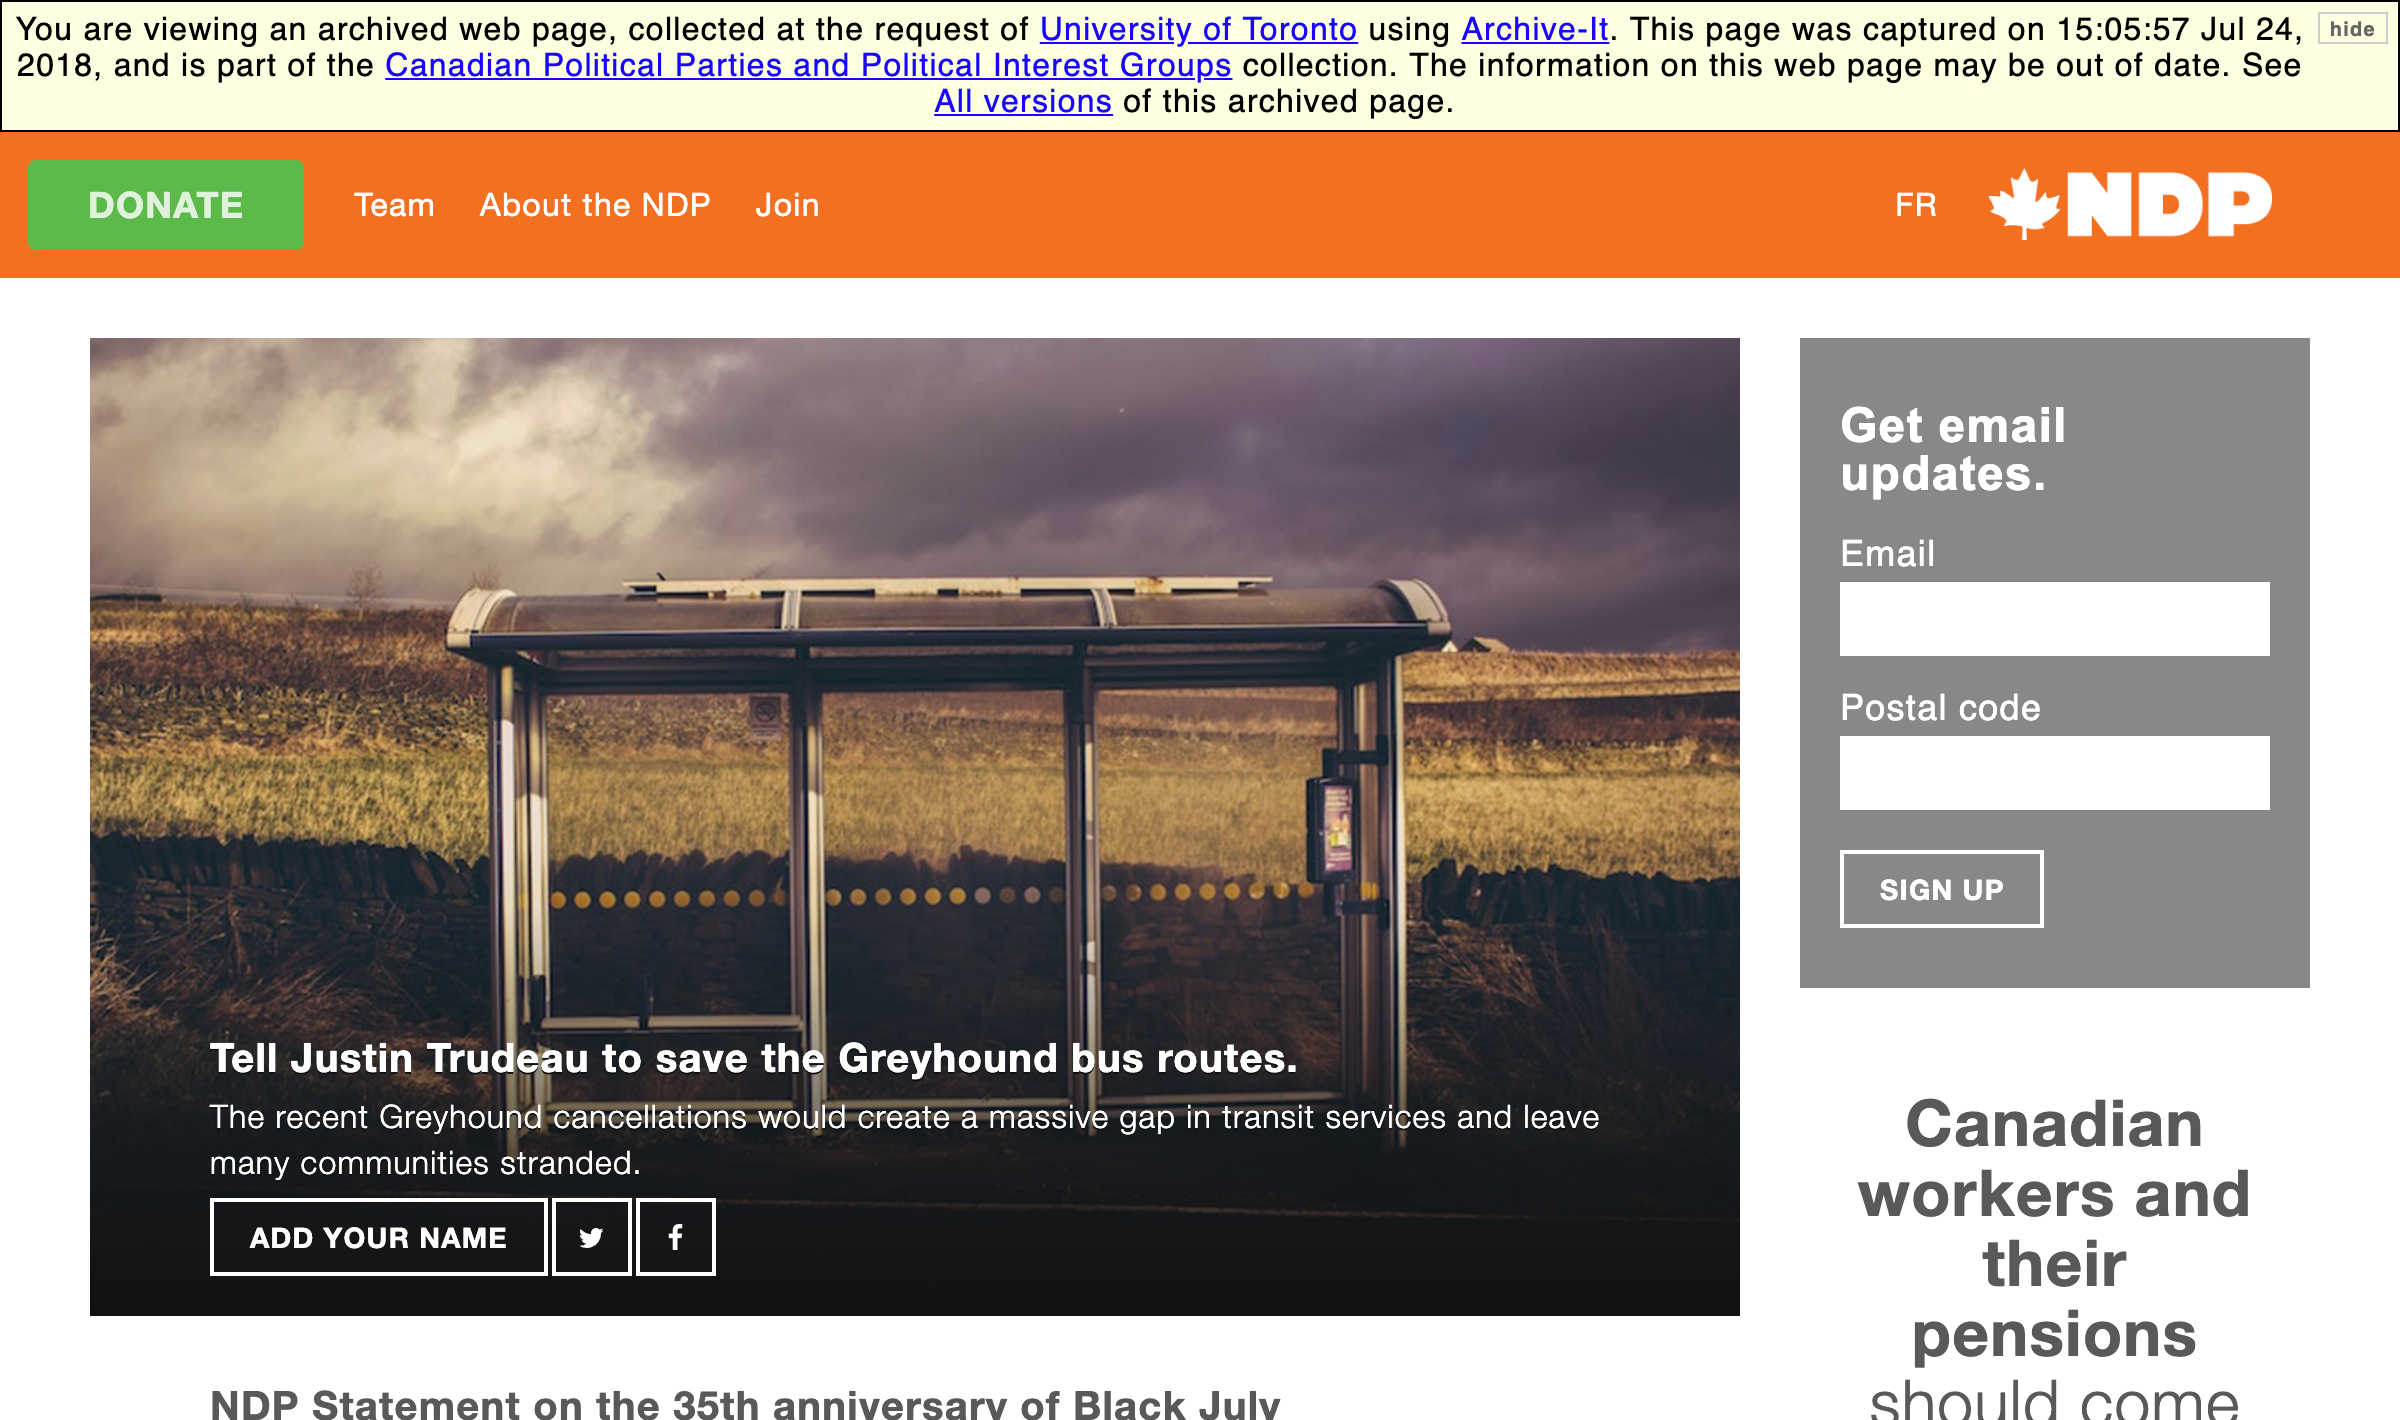 You are viewing an archived web page, collected at the request of University of Toronto using Archive-It. This page was captured on 15:05:57 Jul 24,
hide
2018, and is part of the Canadian Political Parties and Political Interest Groups collection. The information on this web page may be out of date. See
All versions of this archived page.
DONATE
Team
About the NDP
Join
FR
NDP
Tell Justin Trudeau to save the Greyhound bus routes.
The recent Greyhound cancellations would create a massive gap in transit services and leave
many communities stranded.
ADD YOUR NAME
NDP Statement on the 35th anniversary of Black July
Get email
updates.
Email
Postal code
SIGN UP
Canadian
workers and
their
pensions
should come